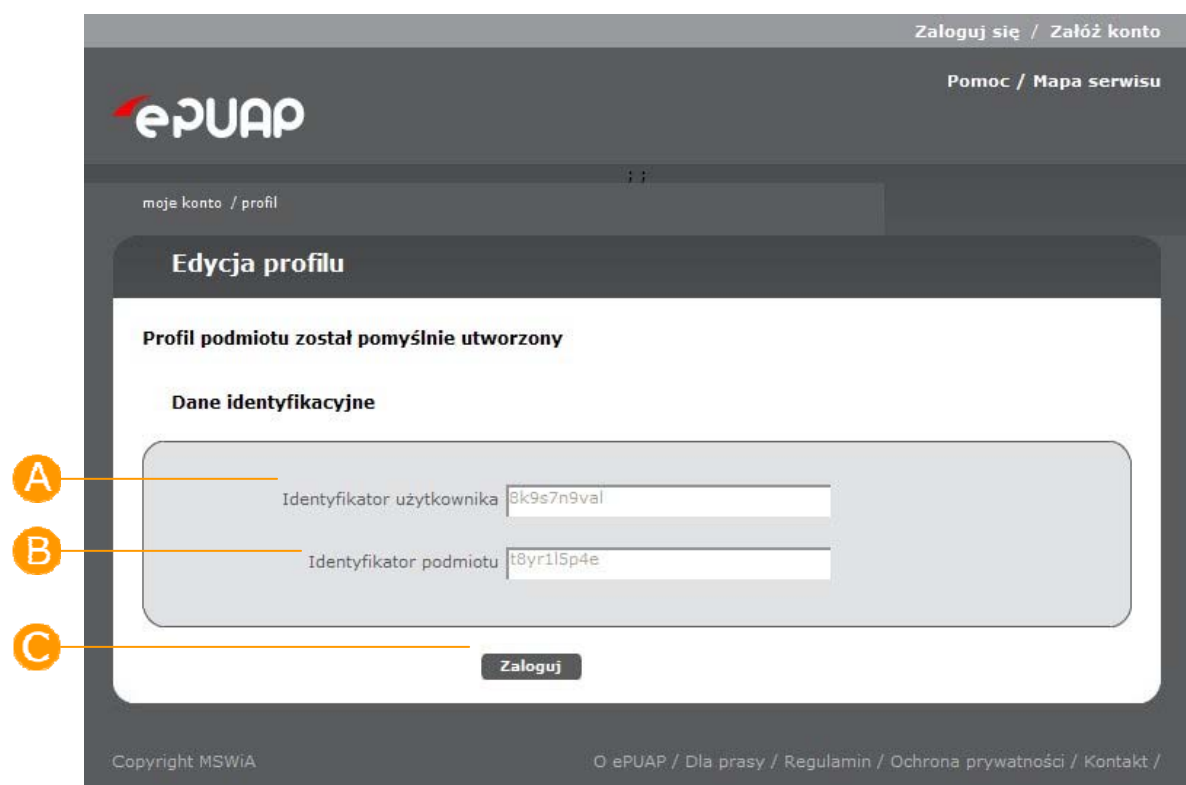 Zaloguj się / Załóż konto
Pomoc / Mapa serwisu
ePUAP
; ;
moje konto / profil
Edycja profilu
Profil podmiotu został pomyślnie utworzony
Dane identyfikacyjne
A
Identyfikator użytkownika 8k9s7n9val
B
Identyfikator podmiotu t8yr1l5p4e
C
Zaloguj
Copyright MSWiA O ePUAP / Dla prasy / Regulamin / Ochrona prywatności / Kontakt /